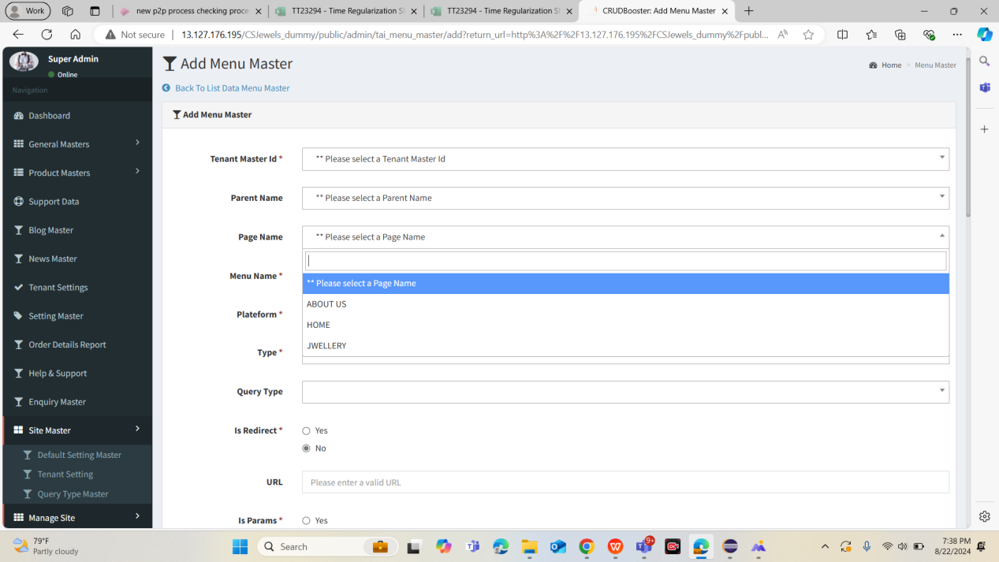 Work
new p2p process checking proce
TT23294 - Time Regularization Sh
TT23294 - Time Regularization Sh
CRUDBooster: Add Menu Master
Not secure
13.127.176.195/CSJewels_dummy/public/admin/tai_menu_master/add?return_url=http%3A%2F%2F13.127.176.195%2FCSJewels_dummy%2Fpubl...
Super Admin
Online
Navigation
Dashboard
General Masters
Product Masters
Support Data
Blog Master
News Master
Tenant Settings
Setting Master
Order Details Report
Help & Support
Enquiry Master
Site Master
Default Setting Master
Tenant Setting
Query Type Master
Manage Site
Add Menu Master
Home > Menu Master
Back To List Data Menu Master
Add Menu Master
Tenant Master Id * ** Please select a Tenant Master Id
Parent Name ** Please select a Parent Name
Page Name ** Please select a Page Name
** Please select a Page Name
Menu Name *
ABOUT US
Plateform *
HOME
JWELLERY
Type *
Query Type
Is Redirect * Yes
No
URL Please enter a valid URL
Is Params * Yes
79°F
Partly cloudy
Search
9+
7:38 PM
8/22/2024